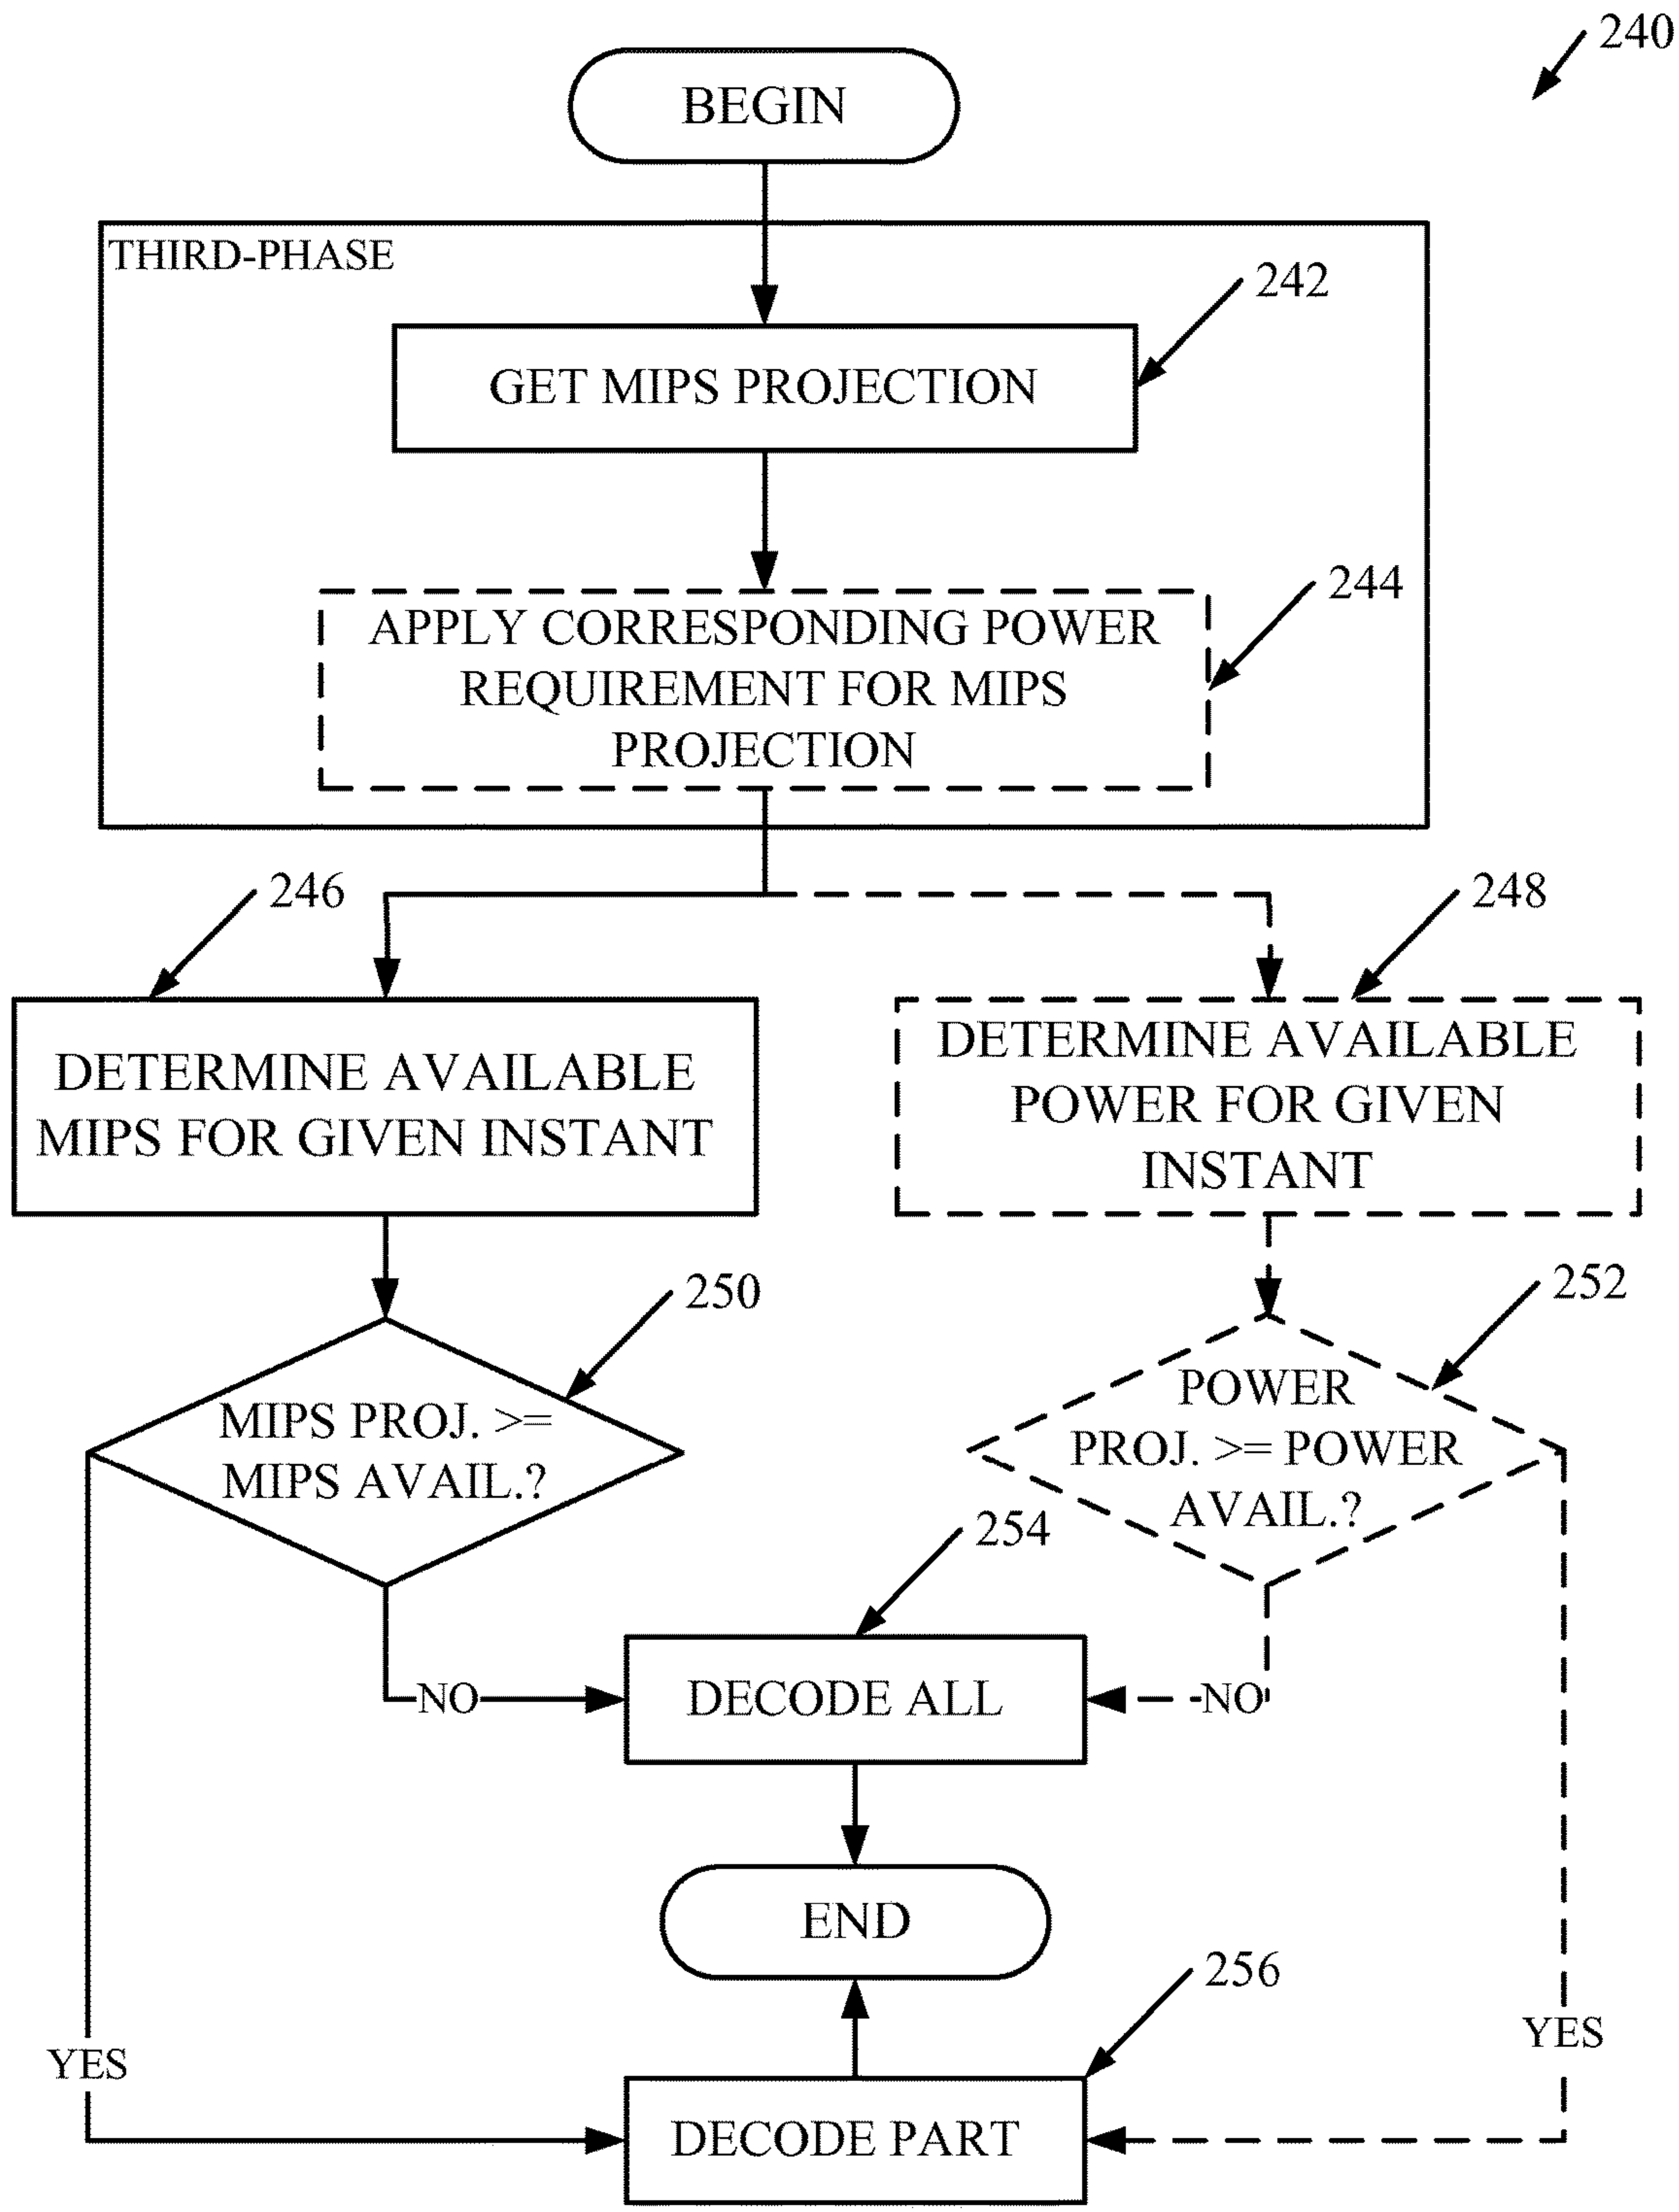 240
BEGIN
THIRD-PHASE
242
GET MIPS PROJECTION
244
APPLY CORRESPONDING POWER
REQUIREMENT FOR MIPS
PROJECTION
246
248
DETERMINE AVAILABLE
MIPS FOR GIVEN INSTANT
DETERMINE AVAILABLE
POWER FOR GIVEN
INSTANT
250
252
MIPS PROJ. >=
MIPS AVAIL.?
POWER
PROJ. >= POWER
AVAIL.?
254
NO
DECODE ALL
NO
END
256
YES
YES
DECODE PART